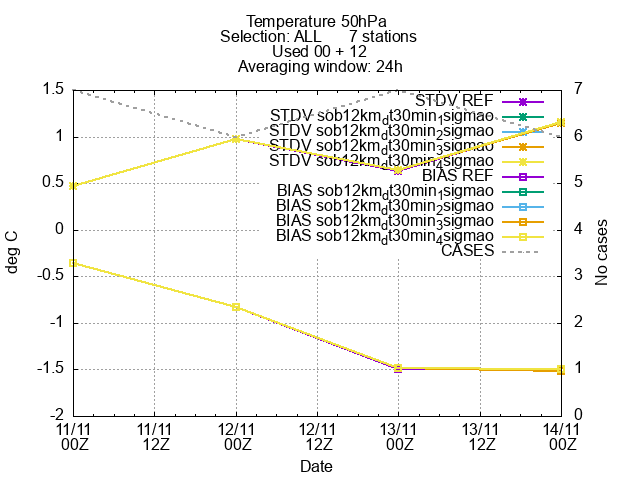 Temperature 50hPa
Selection: ALL 7 stations
Used 00 + 12
Averaging window: 24h
1.5
1
0.5
0
-0.5
-1
-1.5
-2
deg C
7
6
5
4
3
2
1
0
No cases
STDV REF
STDV sob12km_dt30min_1sigmao
STDV sob12km_dt30min_2sigmao
STDV sob12km_dt30min_3sigmao
STDV sob12km_dt30min_4sigmao
BIAS REF
BIAS sob12km_dt30min_1sigmao
BIAS sob12km_dt30min_2sigmao
BIAS sob12km_dt30min_3sigmao
BIAS sob12km_dt30min_4sigmao
CASES
11/11 11/11 12/11 12/11 13/11 13/11 14/11
00Z 12Z 00Z 12Z 00Z 12Z 00Z
Date